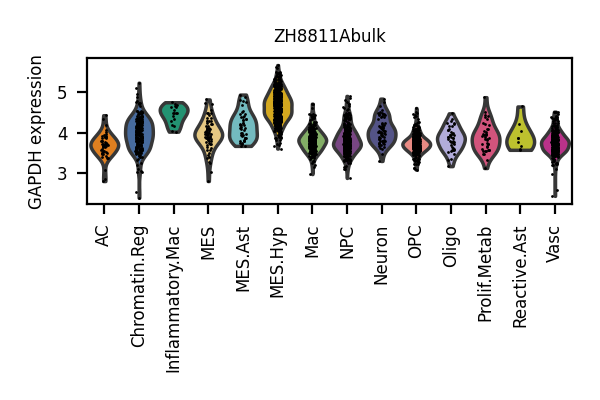 ZH8811Abulk
GAPDH expression
5
4
3
AC
Chromatin.Reg
Inflammatory.Mac
MES
MES.Ast
MES.Hyp
Mac
NPC
Neuron
OPC
Oligo
Prolif.Metab
Reactive.Ast
Vasc